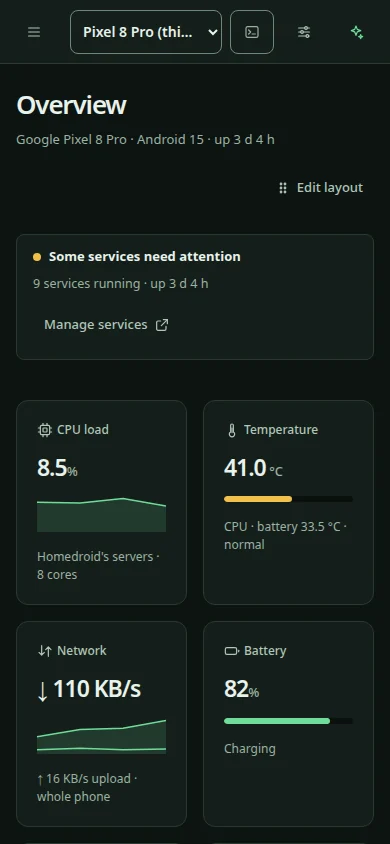 Pixel 8 Pro (thi...
Overview
Google Pixel 8 Pro · Android 15 · up 3 d 4 h
Edit layout
Some services need attention
9 services running · up 3 d 4 h
Manage services
CPU load
8.5%
Homedroid's servers ·
8 cores
Temperature
41.0 °C
CPU · battery 33.5 °C ·
normal
Network
↓ 110 KB/s
↑ 16 KB/s upload ·
whole phone
Battery
82%
Charging